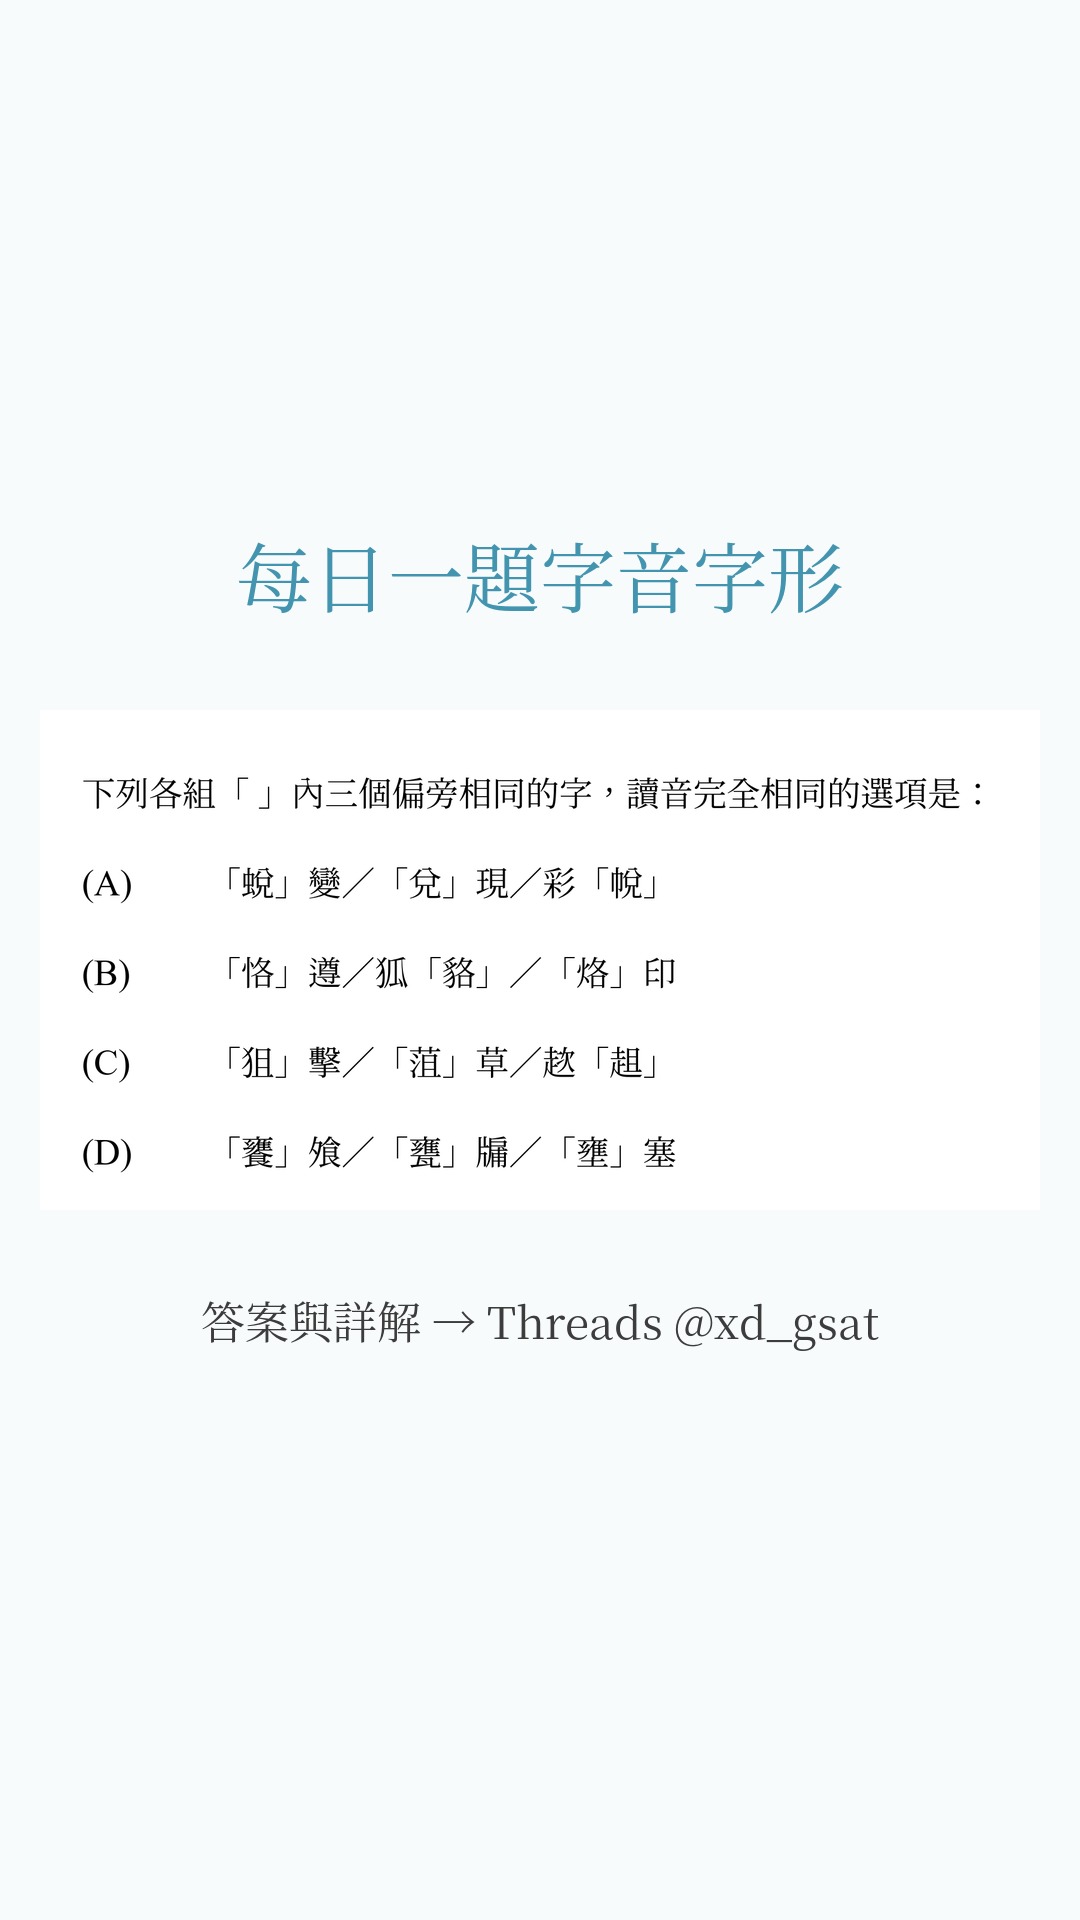 每日一題字音字形
下列各組「 」內三個偏旁相同的字，讀音完全相同的選項是：
(A) 「蛻」變／「兌」現／彩「帨」
(B) 「恪」遵／狐「貉」／「烙」印
(C) 「狙」擊／「菹」草／趑「趄」
(D) 「饔」飧／「甕」牖／「壅」塞
答案與詳解 → Threads @xd_gsat